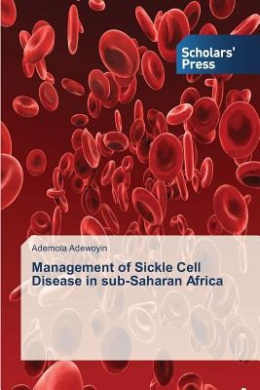 Scholars'
Press
Ademola Adewoyin
Management of Sickle Cell
Disease in sub-Saharan Africa